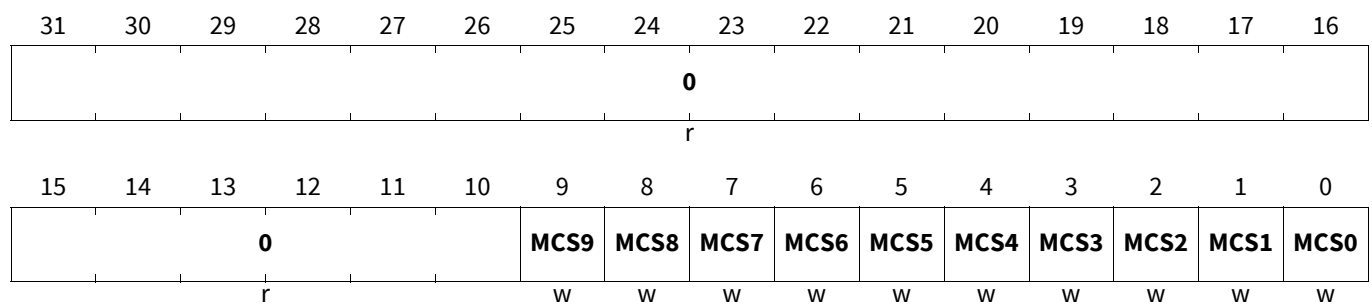 31 30 29 28 27 26 25 24 23 22 21 20 19 18 17 16
0
r
15 14 13 12 11 10 9 8 7 6 5 4 3 2 1 0
0 MCS9 MCS8 MCS7 MCS6 MCS5 MCS4 MCS3 MCS2 MCS1 MCS0
r w w w w w w w w w w